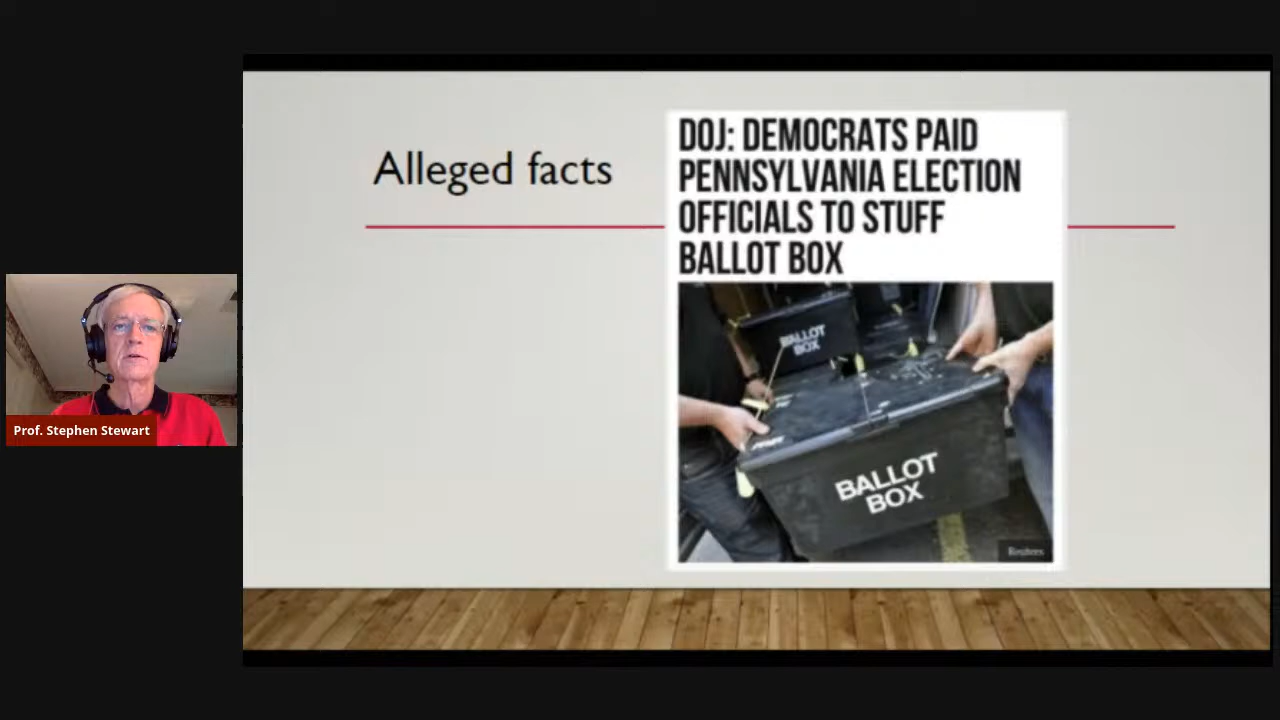 Alleged facts
DOJ: DEMOCRATS PAID
PENNSYLVANIA ELECTION
OFFICIALS TO STUFF
BALLOT BOX
BALLOT
BOX
BALLOT
BOX
Reuters
Prof. Stephen Stewart